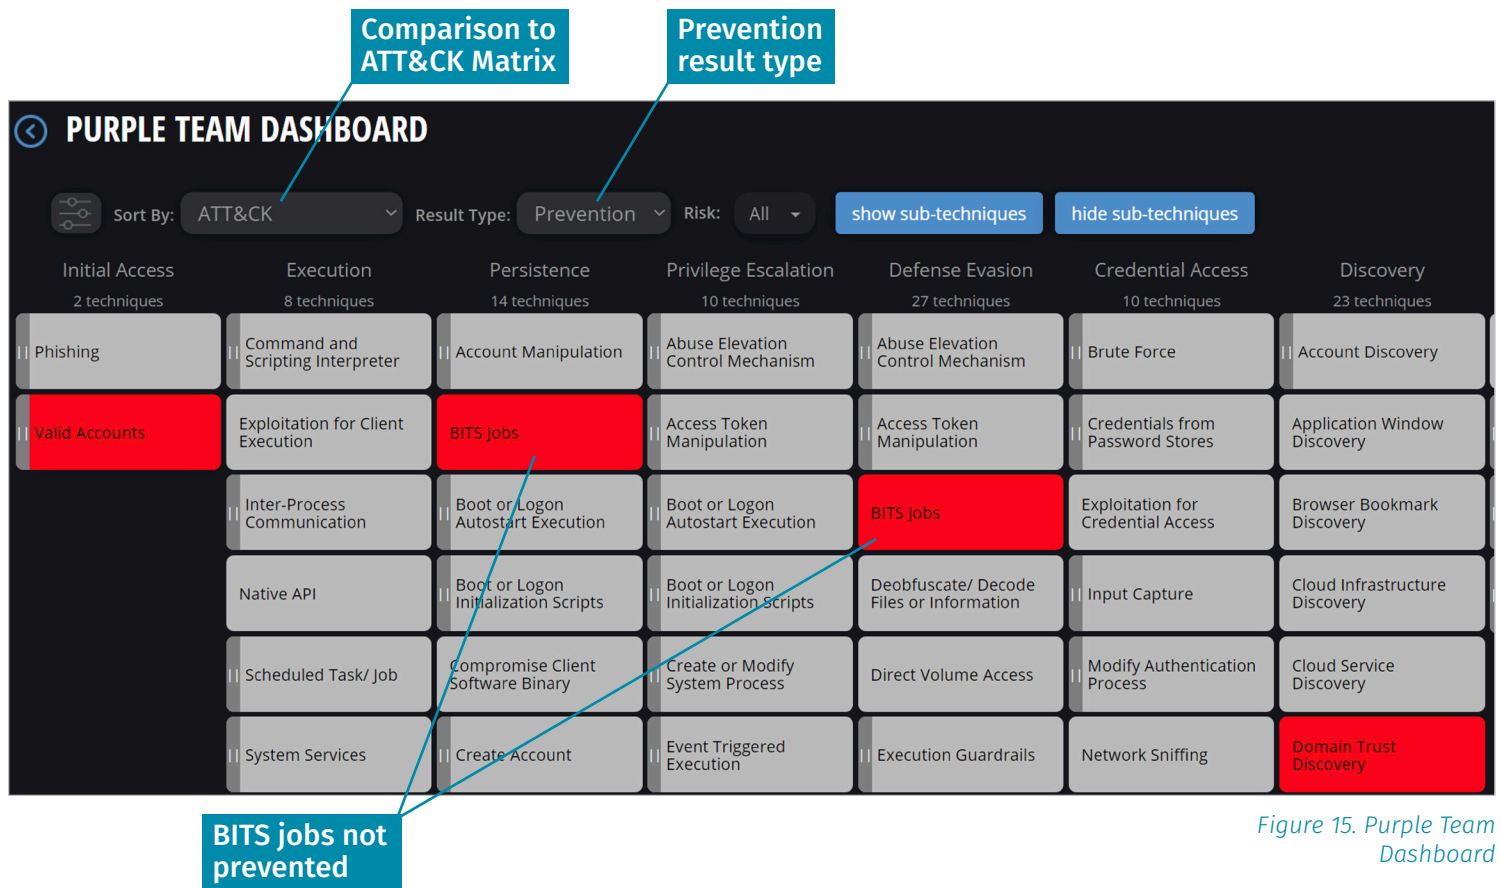 Comparison to
ATT&CK Matrix
Prevention
result type
PURPLE TEAM DASHBOARD
Sort By: ATT&CK Result Type: Prevention Risk: All show sub-techniques hide sub-techniques
Initial Access
2 techniques
Phishing
Valid Accounts
Execution
8 techniques
Command and
Scripting Interpreter
Exploitation for Client
Execution
Inter-Process
Communication
Native API
Scheduled Task/ Job
System Services
Persistence
14 techniques
Account Manipulation
BITS Jobs
Boot or Logon
Autostart Execution
Boot or Logon
Initialization Scripts
Compromise Client
Software Binary
Create Account
Privilege Escalation
10 techniques
Abuse Elevation
Control Mechanism
Access Token
Manipulation
Boot or Logon
Autostart Execution
Boot or Logon
Initialization Scripts
Create or Modify
System Process
Event Triggered
Execution
Defense Evasion
27 techniques
Abuse Elevation
Control Mechanism
Access Token
Manipulation
BITS Jobs
Deobfuscate/ Decode
Files or Information
Direct Volume Access
Execution Guardrails
Credential Access
10 techniques
Brute Force
Credentials from
Password Stores
Exploitation for
Credential Access
Input Capture
Modify Authentication
Process
Network Sniffing
Discovery
23 techniques
Account Discovery
Application Window
Discovery
Browser Bookmark
Discovery
Cloud Infrastructure
Discovery
Cloud Service
Discovery
Domain Trust
Discovery
BITS jobs not
prevented
Figure 15. Purple Team
Dashboard